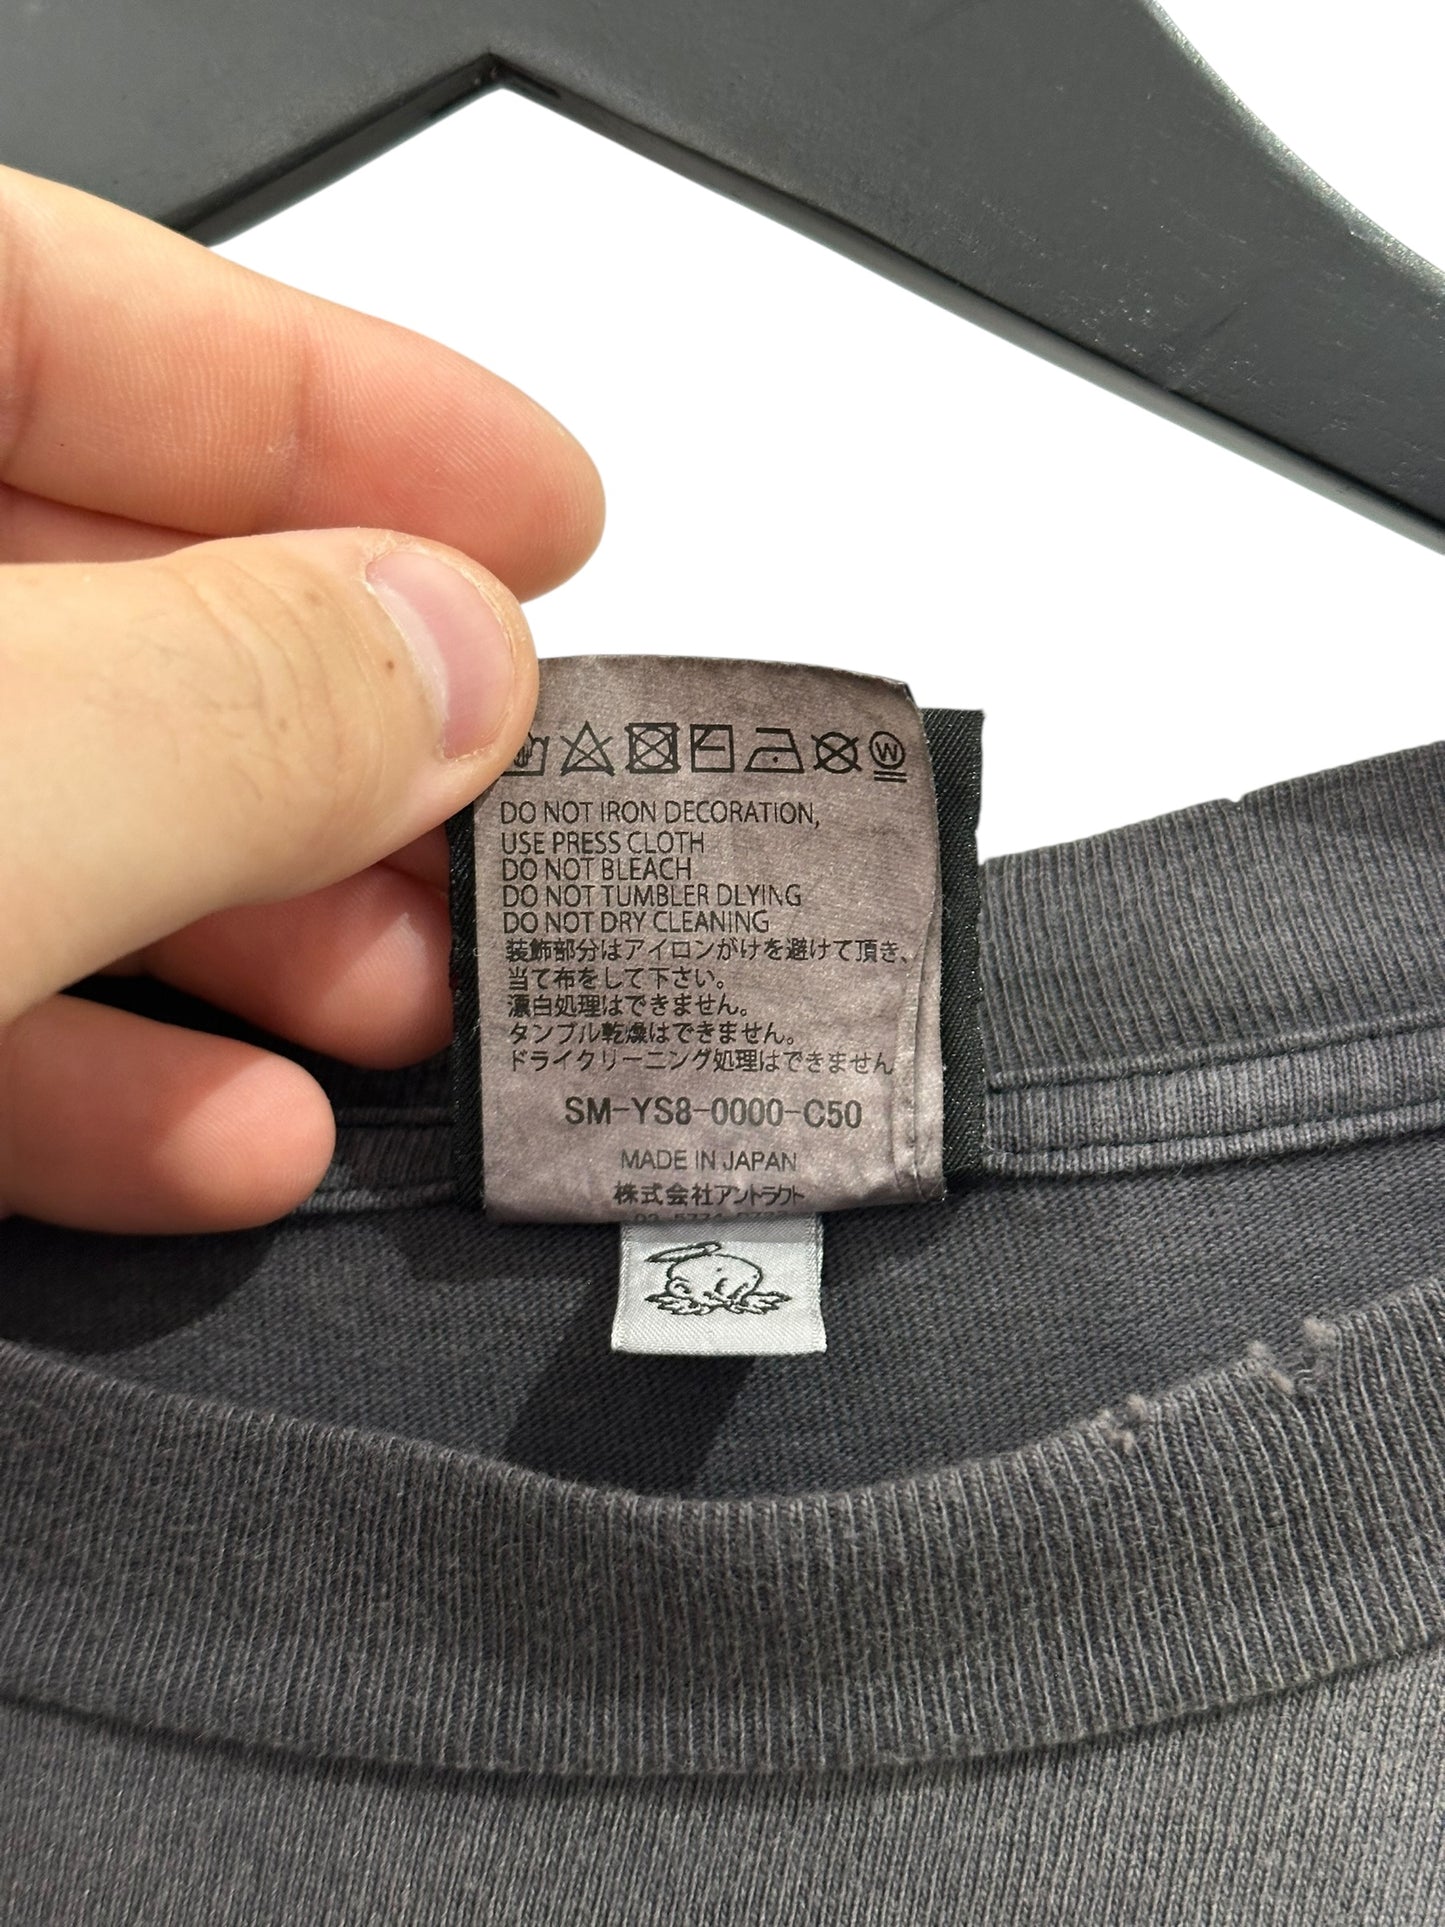 DO NOT IRON DECORATION,
USE PRESS CLOTH
DO NOT BLEACH
DO NOT TUMBLER DLYING
DO NOT DRY CLEANING
装飾部分はアイロンがけを避けて頂き、
当て布をして下さい。
漂白処理はできません。
タンブル乾燥はできません。
ドライクリーニング処理はできません
SM-YS8-0000-C50
MADE IN JAPAN
株式会社アントラクト